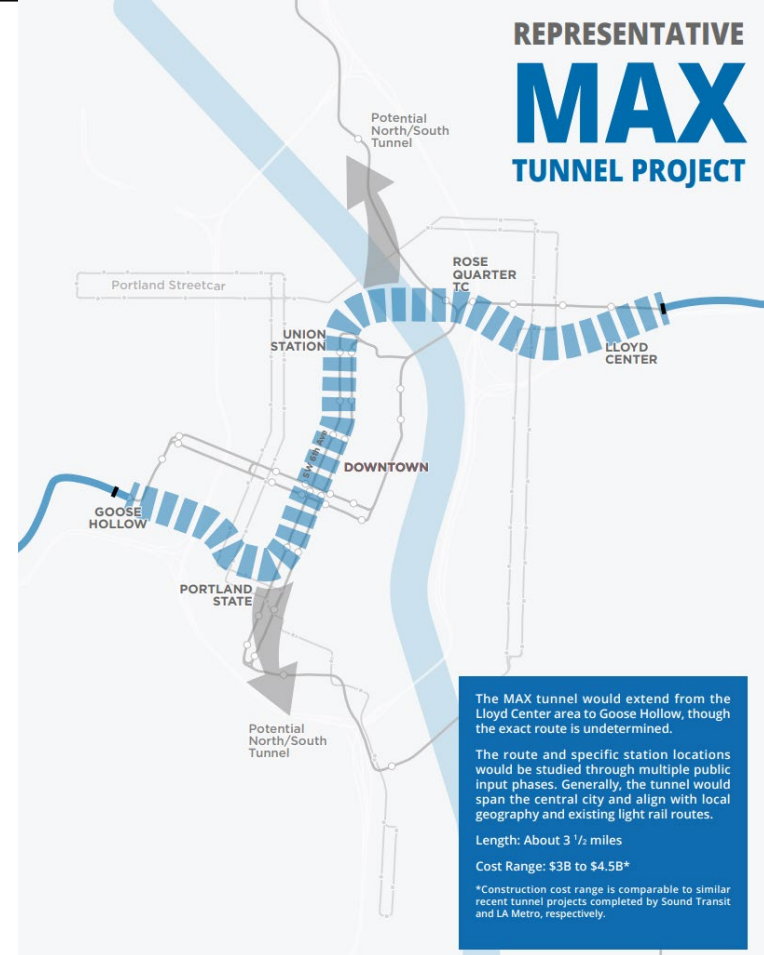 REPRESENTATIVE
MAX
TUNNEL PROJECT
Potential
North/South
Tunnel
Portland Streetcar
ROSE
QUARTER
TC
UNION
STATION
LLOYD
CENTER
SW 6th Ave
DOWNTOWN
GOOSE
HOLLOW
PORTLAND
STATE
Potential
North/South
Tunnel
The MAX tunnel would extend from the
Lloyd Center area to Goose Hollow, though
the exact route is undetermined.
The route and specific station locations
would be studied through multiple public
input phases. Generally, the tunnel would
span the central city and align with local
geography and existing light rail routes.
Length: About 3 1/2 miles
Cost Range: $3B to $4.5B*
*Construction cost range is comparable to similar
recent tunnel projects completed by Sound Transit
and LA Metro, respectively.